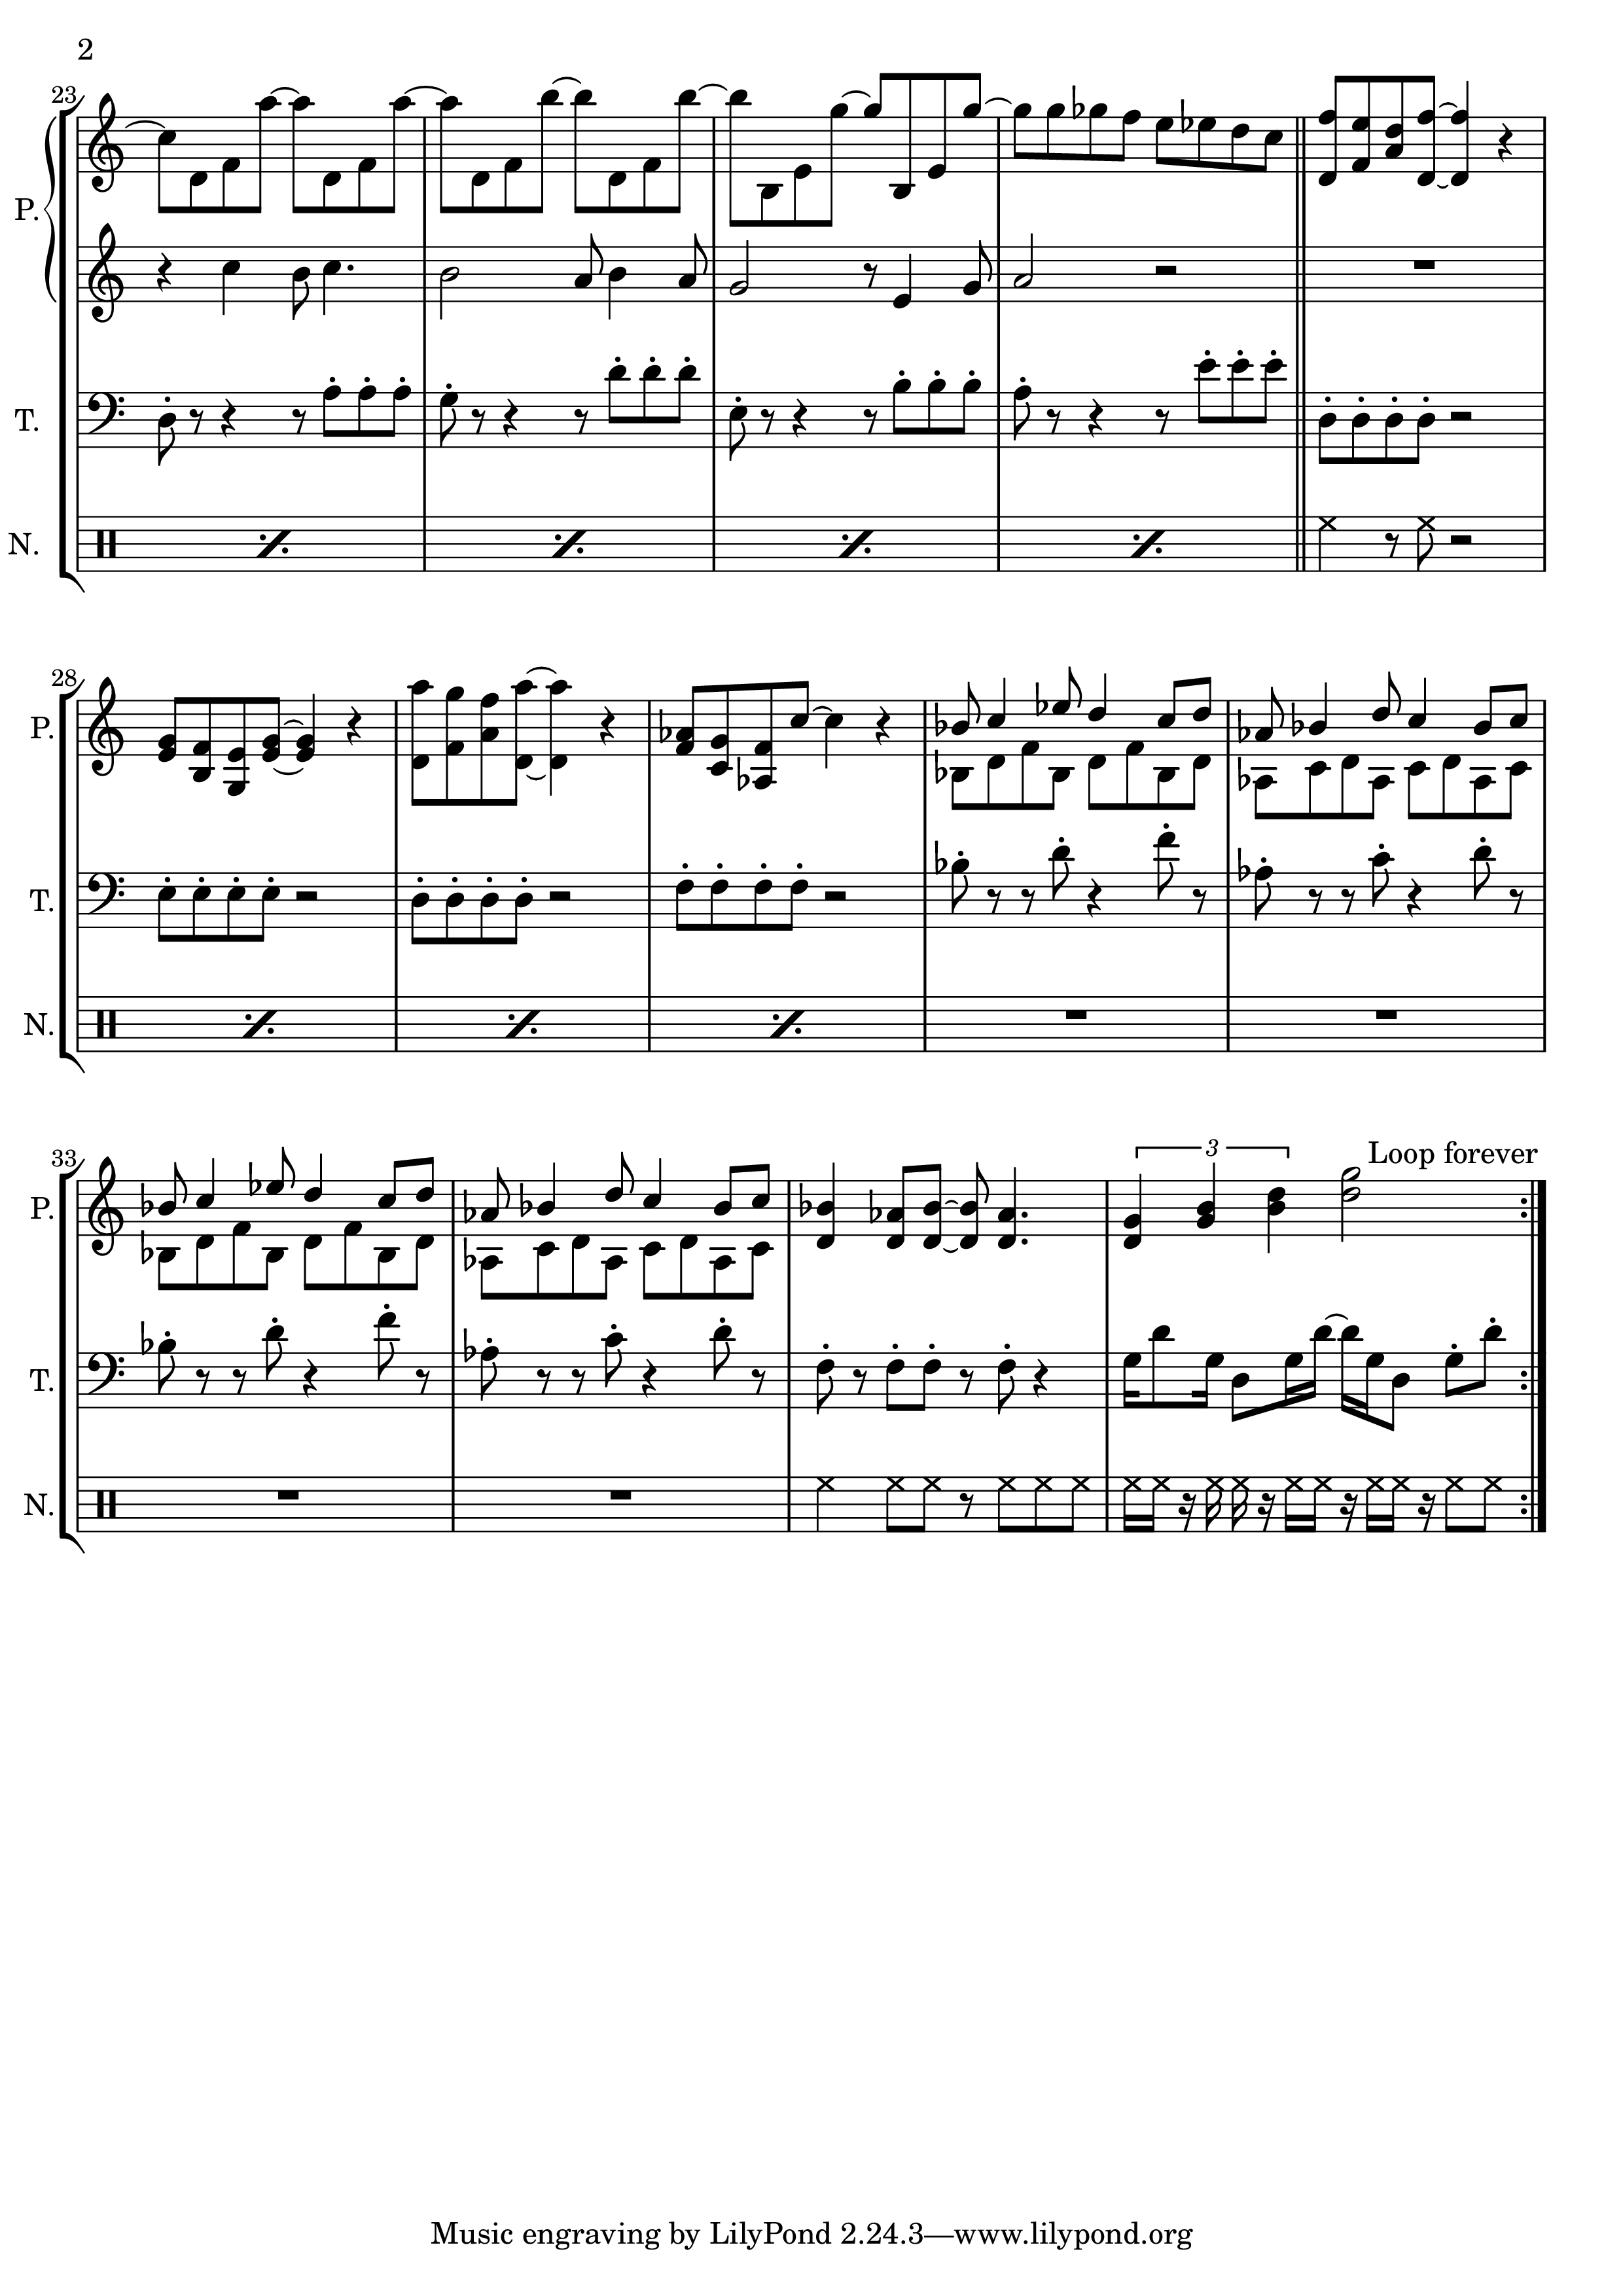 2
23
P.
T.
N.
28
P.
T.
N.
33
3
Loop forever
P.
T.
N.
Music engraving by LilyPond 2.24.3—www.lilypond.org